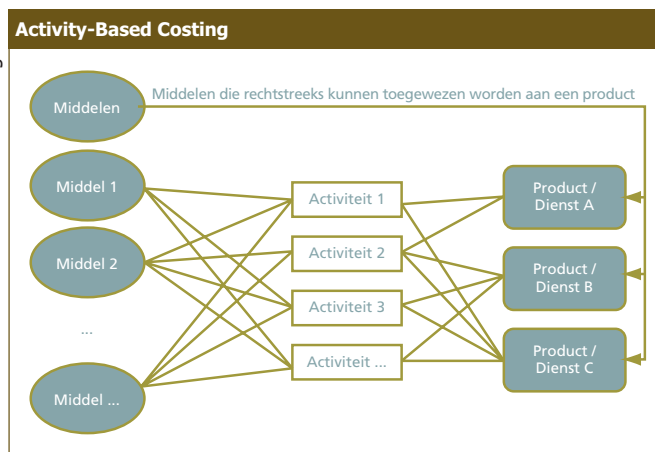 Activity-Based Costing
Middelen die rechtstreeks kunnen toegewezen worden aan een product
Middelen
Middel 1
Middel 2
...
Middel ...
Activiteit 1
Activiteit 2
Activiteit 3
Activiteit ...
Product /
Dienst A
Product /
Dienst B
Product /
Dienst C